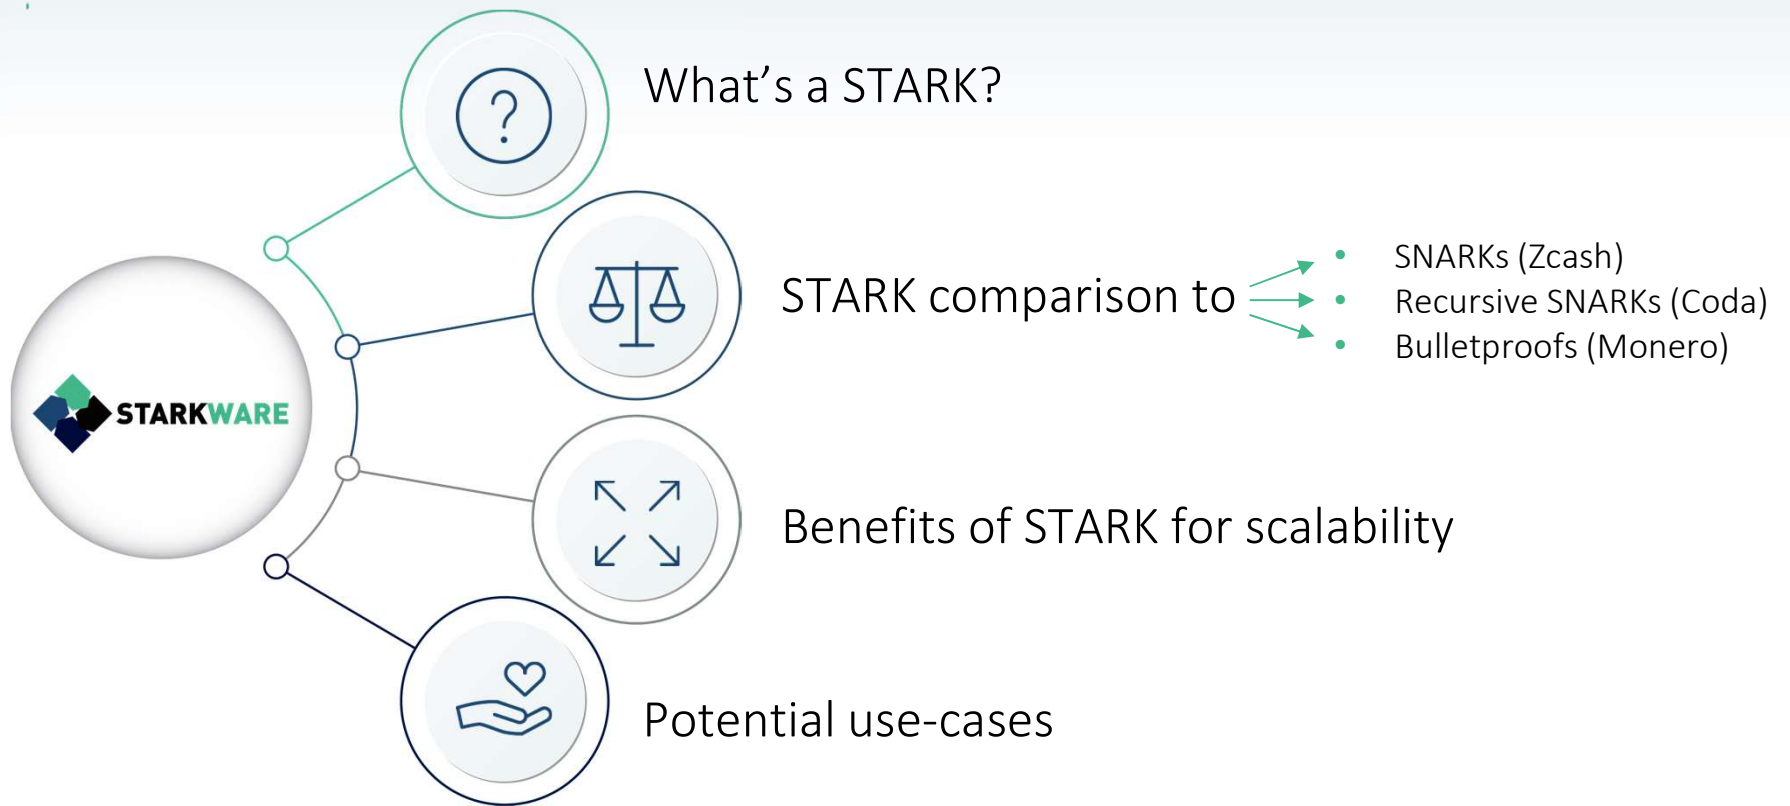 What’s a STARK?
STARK comparison to
• SNARKs (Zcash)
• Recursive SNARKs (Coda)
• Bulletproofs (Monero)
STARKWARE
Benefits of STARK for scalability
Potential use-cases